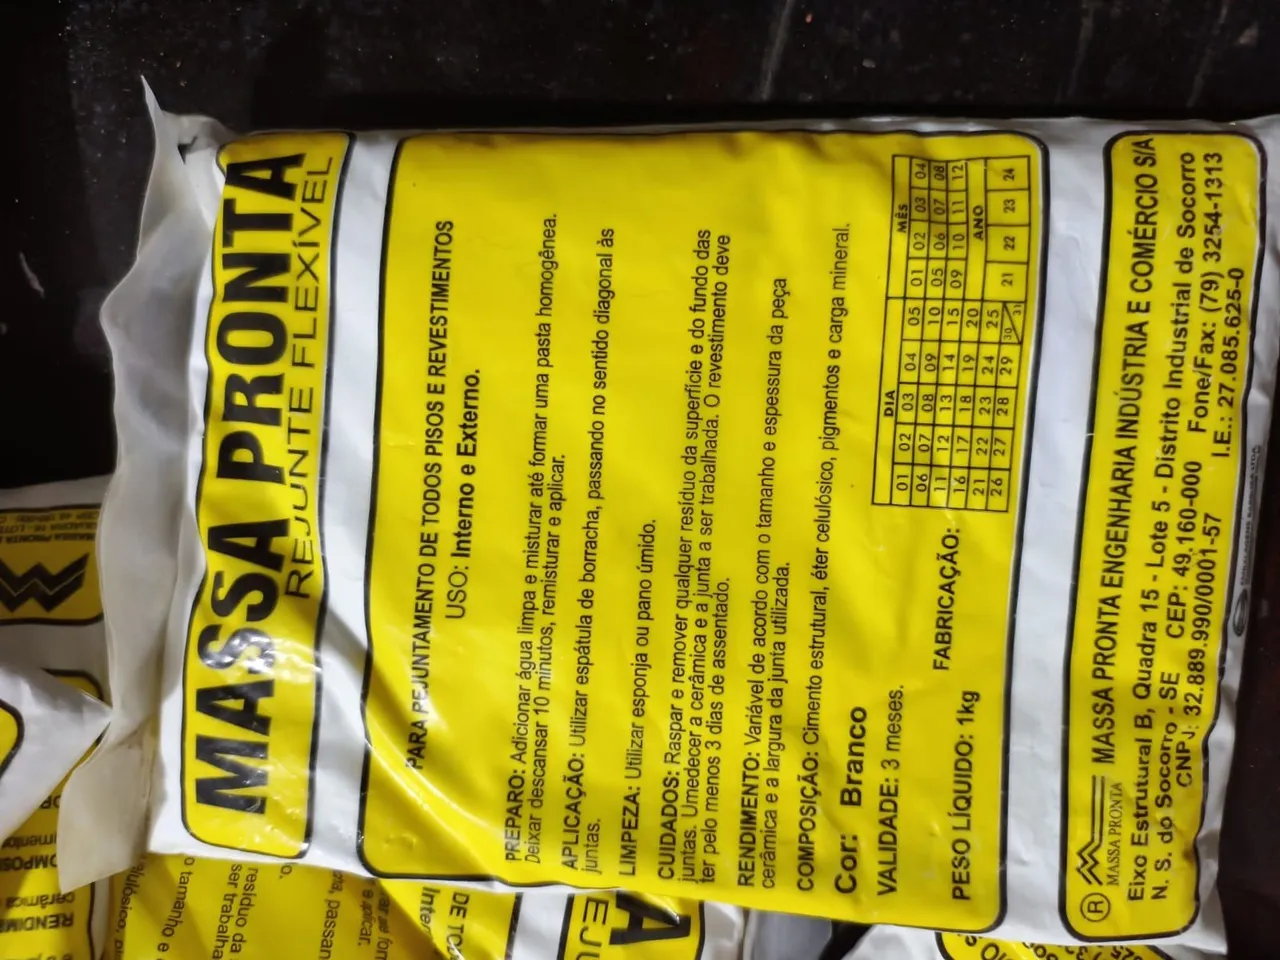 MASSA PRONTA
REJUNTE FLEXÍVEL
PARA PEJUNTAMENTO DE TODOS PISOS E REVESTIMENTOS
USO: Interno e Externo.
PREPARO: Adicionar água limpa e misturar até formar uma pasta homogênea.
Deixar descansar 10 minutos, remisturar e aplicar.
APLICAÇÃO: Utilizar espátula de borracha, passando no sentido diagonal às
juntas.
LIMPEZA: Utilizar esponja ou pano úmido.
CUIDADOS: Raspar e remover qualquer resíduo da superfície e do fundo das
juntas. Umedecer a cerâmica e a junta a ser trabalhada. O revestimento deve
ter pelo menos 3 dias de assentado.
RENDIMENTO: Variável de acordo com o tamanho e espessura da peça
cerâmica e a largura da junta utilizada.
COMPOSIÇÃO: Cimento estrutural, éter celulósico, pigmentos e carga mineral.
Cor: Branco
VALIDADE: 3 meses.
PESO LÍQUIDO: 1kg
FABRICAÇÃO:
DIA MÊS
01 02 03 04 05 01 02 03 04
06 07 08 09 10 05 06 07 08
11 12 13 14 15 09 10 11 12
16 17 18 19 20 ANO
21 22 23 24 25
26 27 28 29 30 31 21 22 23 24
® MASSA PRONTA MASSA PRONTA ENGENHARIA INDÚSTRIA E COMÉRCIO S/A
Eixo Estrutural B, Quadra 15 - Lote 5 - Distrito Industrial de Socorro
N. S. do Socorro - SE CEP: 49.160-000 Fone/Fax: (79) 3254-1313
CNPJ: 32.889.990/0001-57 I.E.: 27.085.625-0